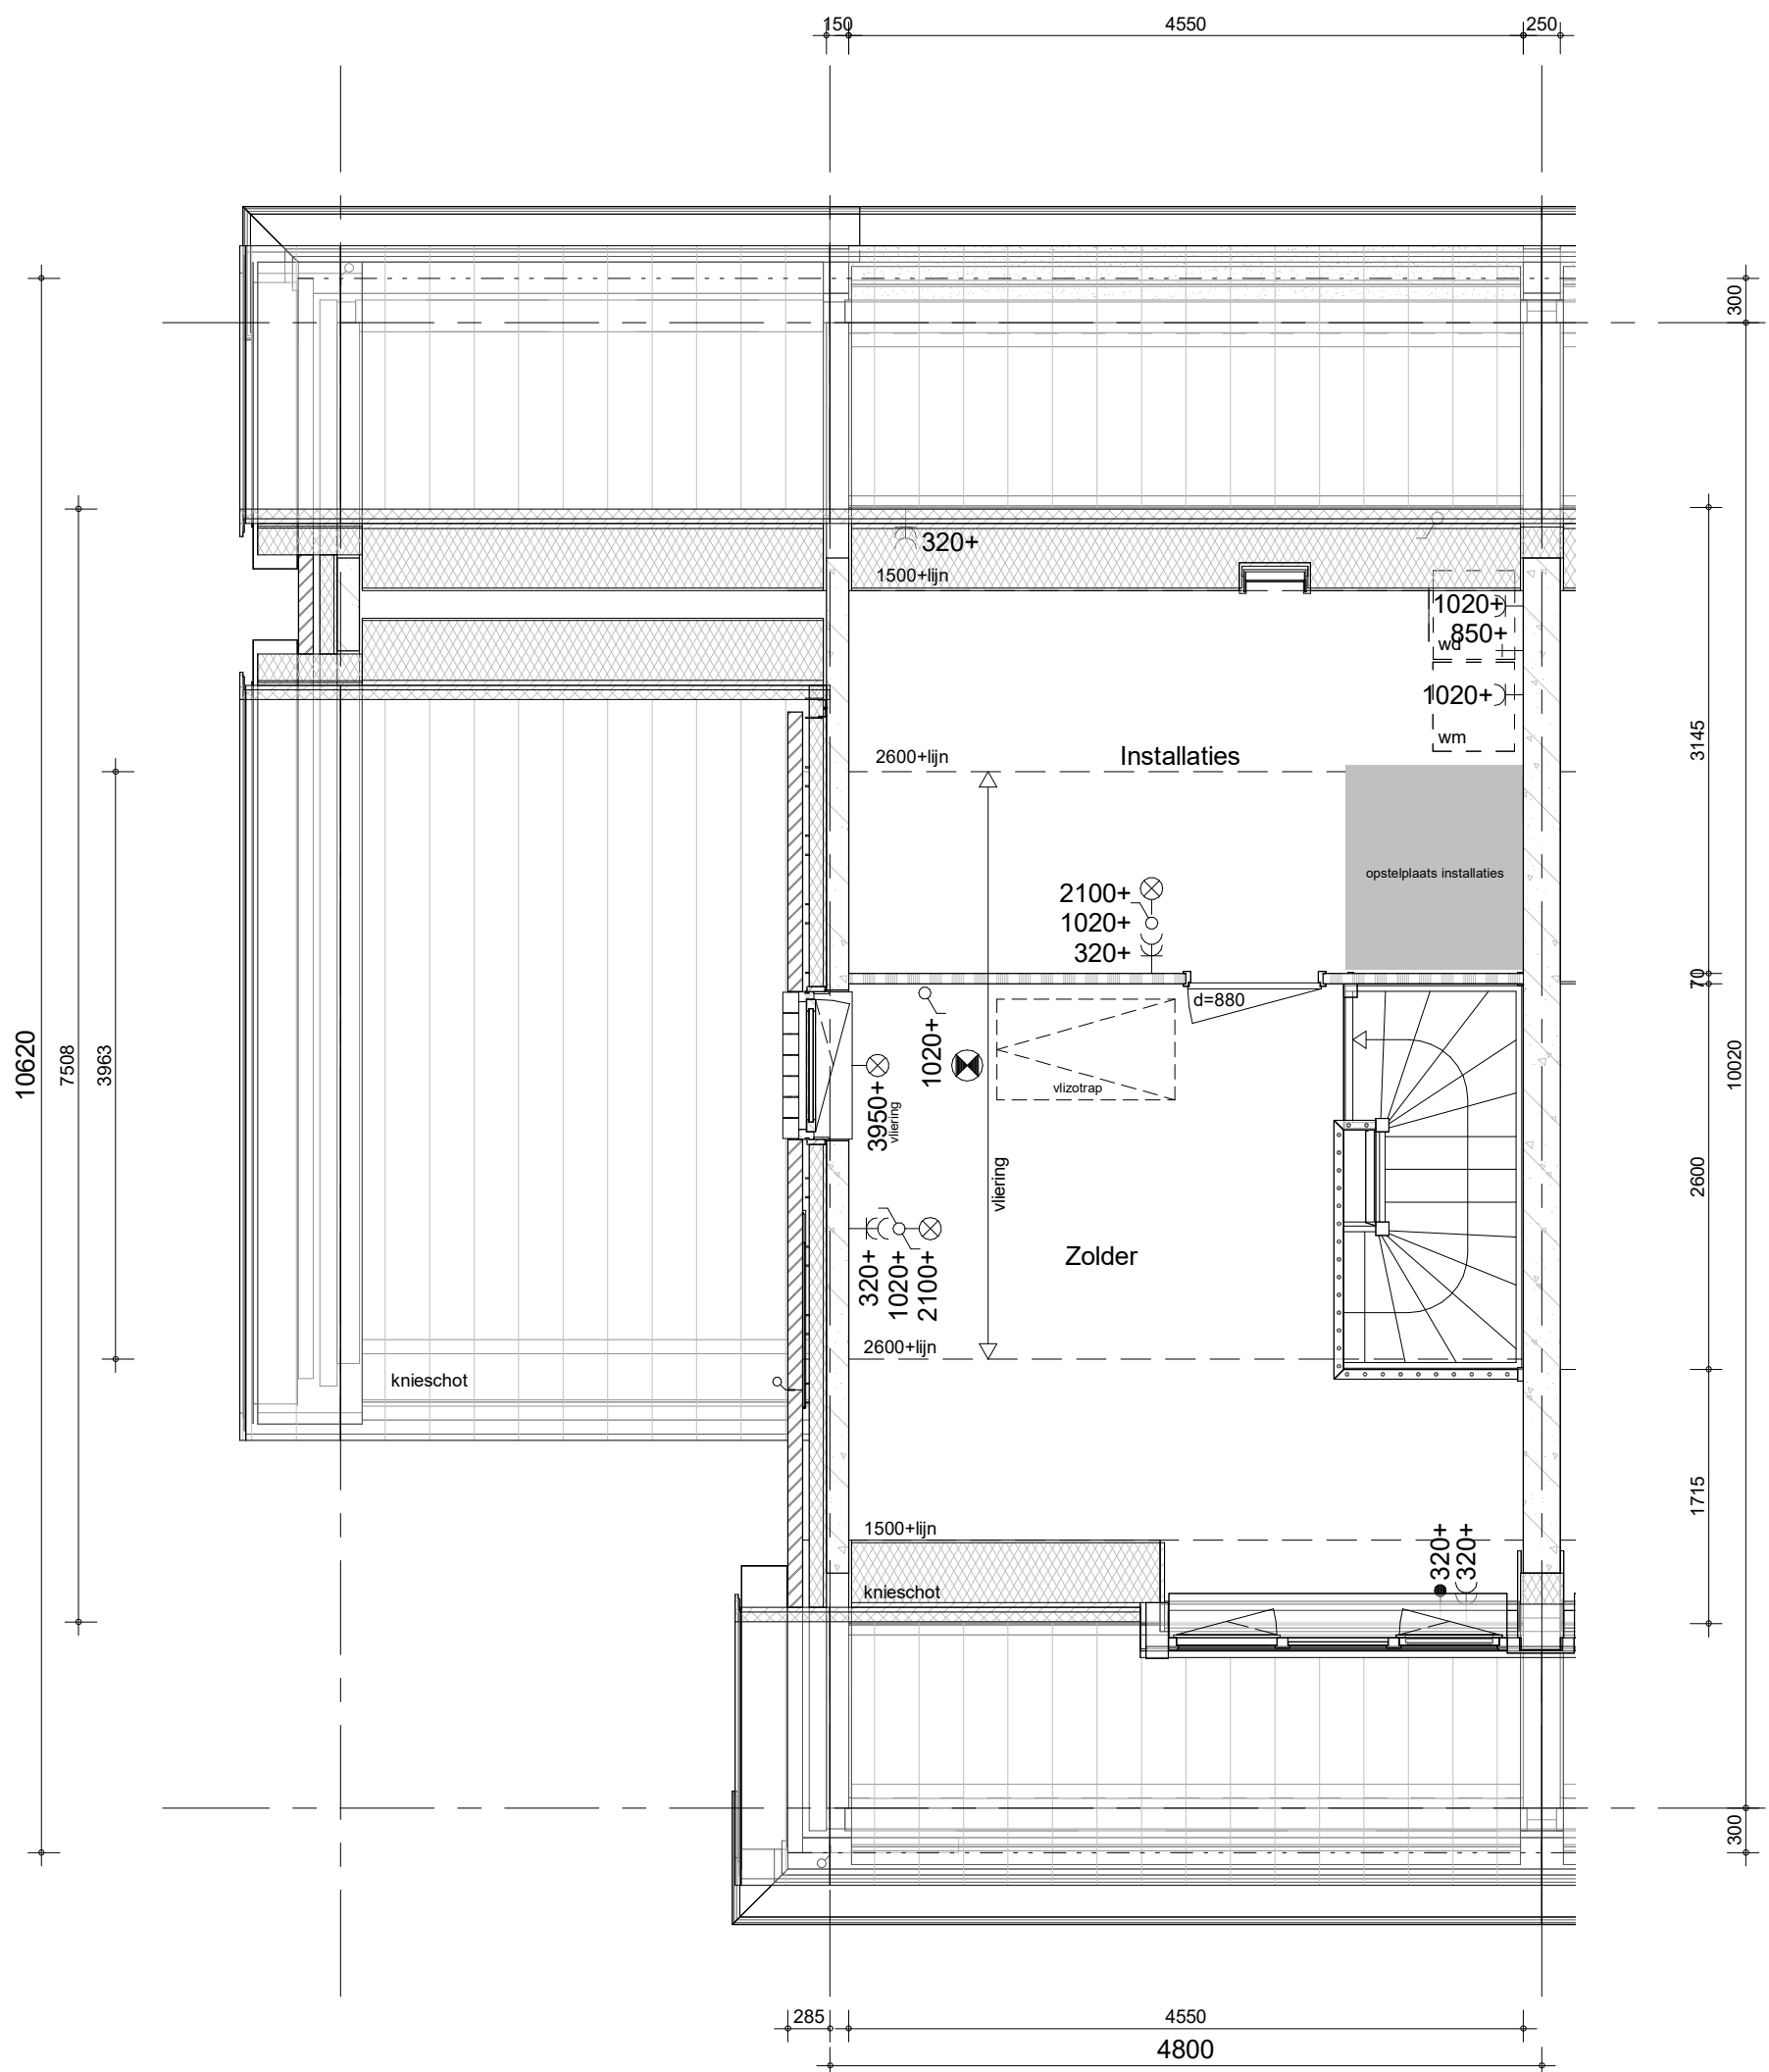 150
4550
250
300
320+
1500+lijn
1020+
850+
wd
1020+
wm
3145
2600+lijn
Installaties
opstelplaats installaties
2100+
1020+
320+
70
d=880
1020+
vlizotrap
3950+
vliering
10620
7508
3963
10020
2600
vliering
320+
1020+
2100+
Zolder
2600+lijn
knieschot
1715
1500+lijn
320+
320+
knieschot
300
285
4550
4800